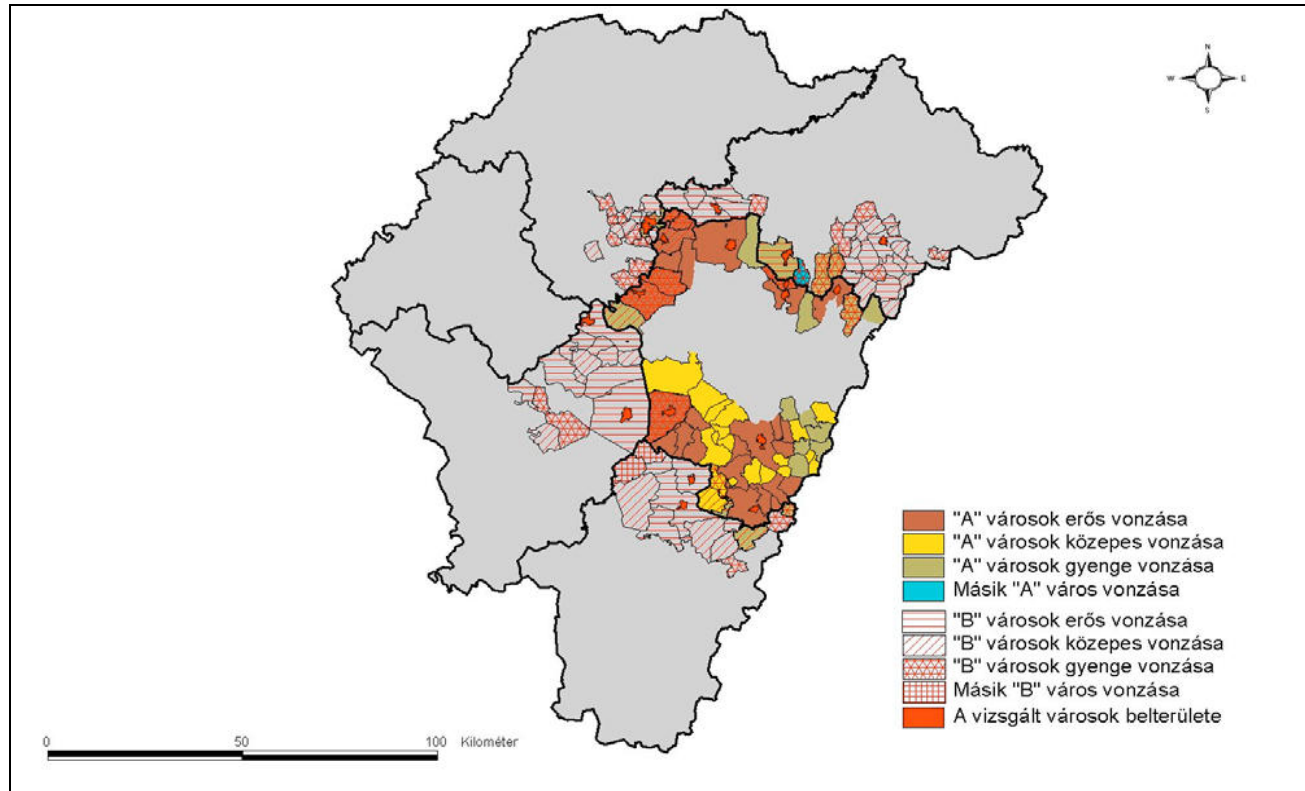 N
W E
S
"A" városok erős vonzása
"A" városok közepes vonzása
"A" városok gyenge vonzása
Másik "A" város vonzása
"B" városok erős vonzása
"B" városok közepes vonzása
"B" városok gyenge vonzása
Másik "B" város vonzása
A vizsgált városok belterülete
0 50 100 Kilométer